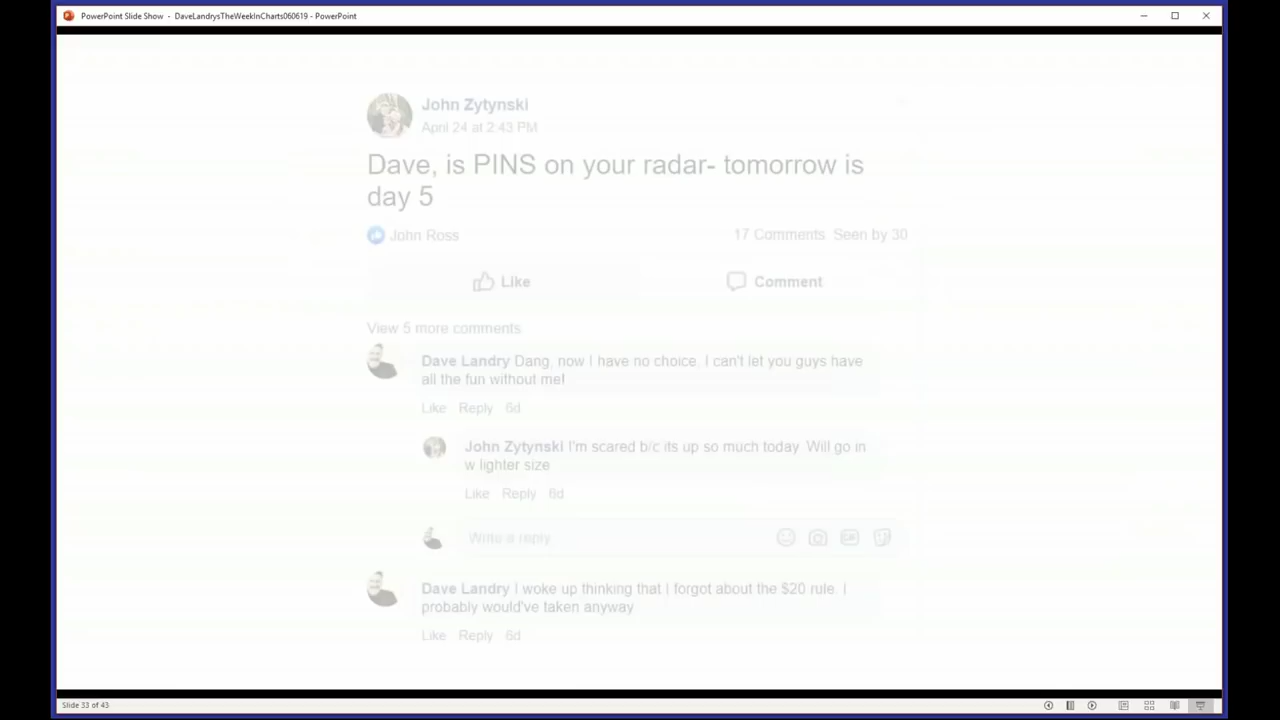 PowerPoint Slide Show - DaveLandrysTheWeekInCharts060619 - PowerPoint
John Zytynski
April 24 at 2:43 PM
Dave, is PINS on your radar- tomorrow is
day 5
John Ross
17 Comments Seen by 30
Like
Comment
View 5 more comments
Dave Landry Dang, now I have no choice. I can't let you guys have
all the fun without me!
Like Reply 6d
John Zytynski I'm scared b/c its up so much today. Will go in
w lighter size
Like Reply 6d
Write a reply
GIF
Dave Landry I woke up thinking that I forgot about the $20 rule. I
probably would've taken anyway
Like Reply 6d
Slide 33 of 43